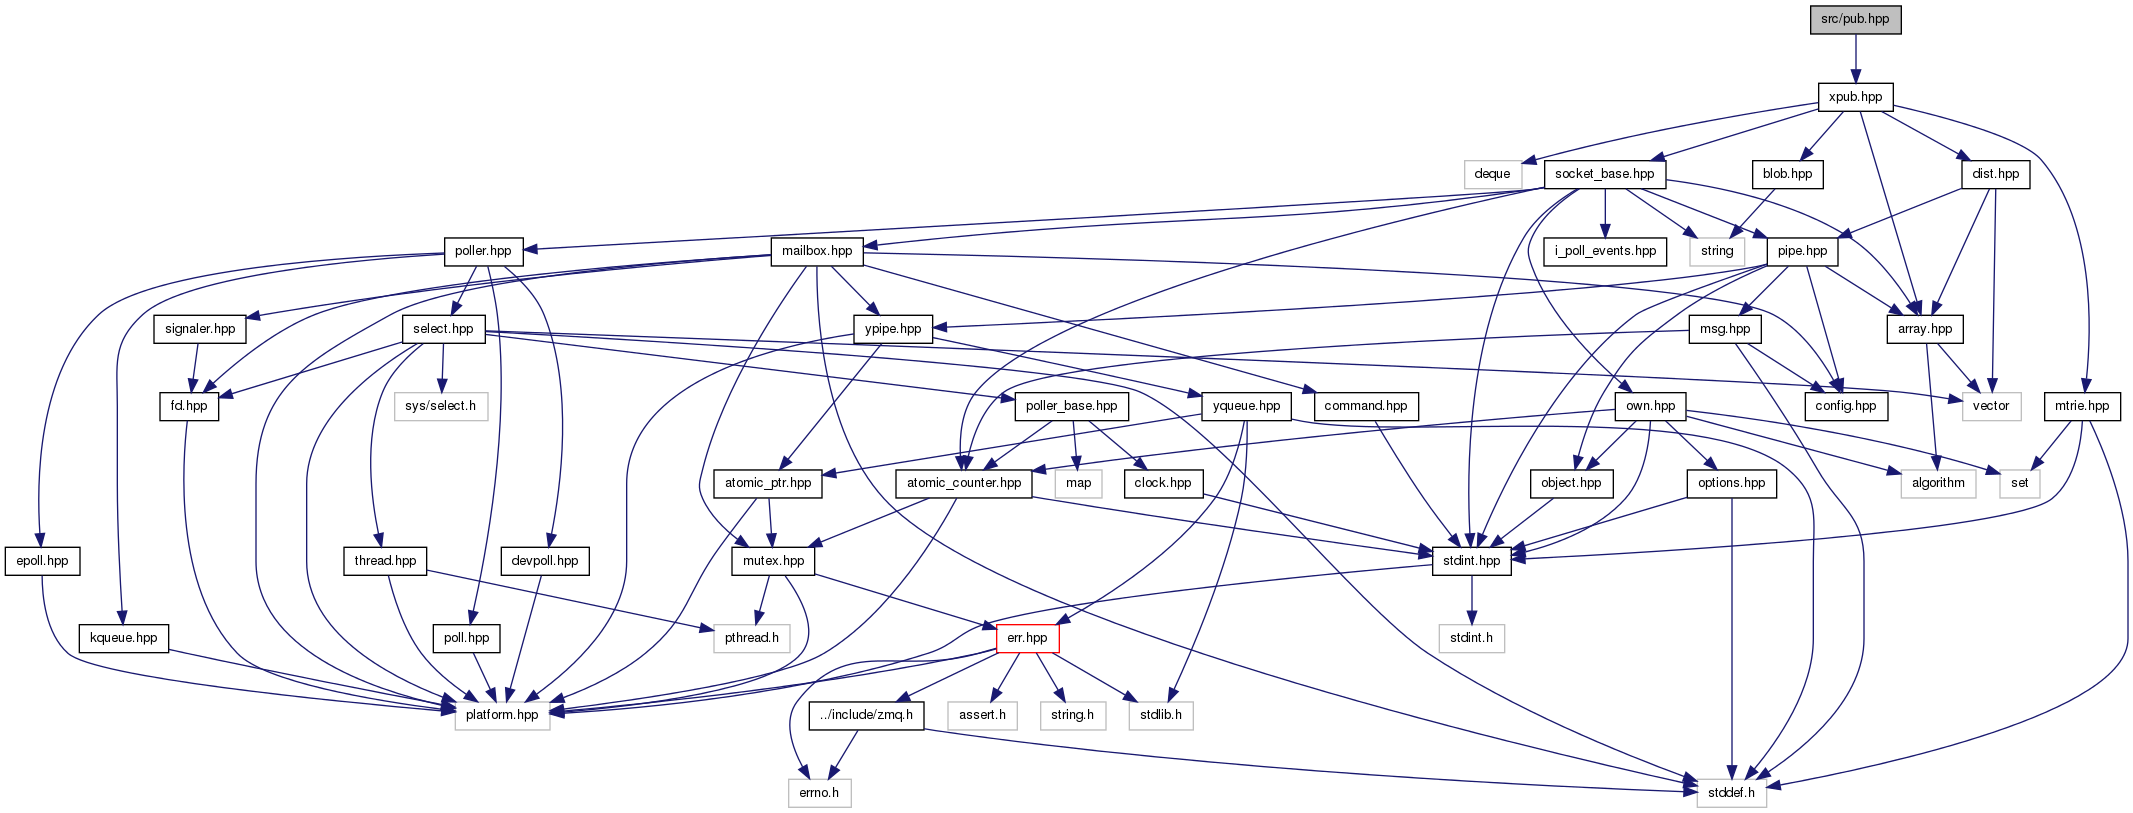 src/pub.hpp
xpub.hpp
deque
socket_base.hpp
blob.hpp
dist.hpp
poller.hpp
mailbox.hpp
i_poll_events.hpp
string
pipe.hpp
signaler.hpp
select.hpp
ypipe.hpp
msg.hpp
array.hpp
fd.hpp
sys/select.h
poller_base.hpp
yqueue.hpp
command.hpp
own.hpp
config.hpp
vector
mtrie.hpp
atomic_ptr.hpp
atomic_counter.hpp
map
clock.hpp
object.hpp
options.hpp
algorithm
set
epoll.hpp
thread.hpp
devpoll.hpp
mutex.hpp
stdint.hpp
kqueue.hpp
poll.hpp
pthread.h
err.hpp
stdint.h
platform.hpp
../include/zmq.h
assert.h
string.h
stdlib.h
errno.h
stddef.h